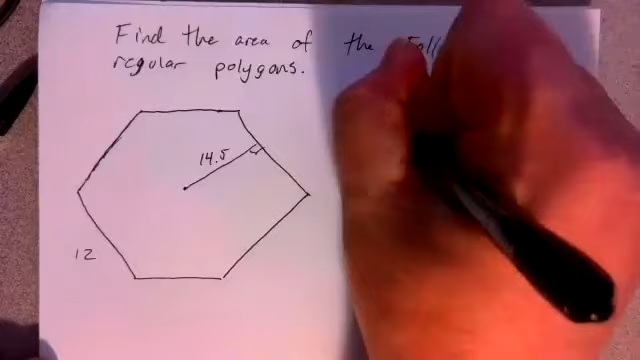 Find the area of the
regular polygons.
14.5
12